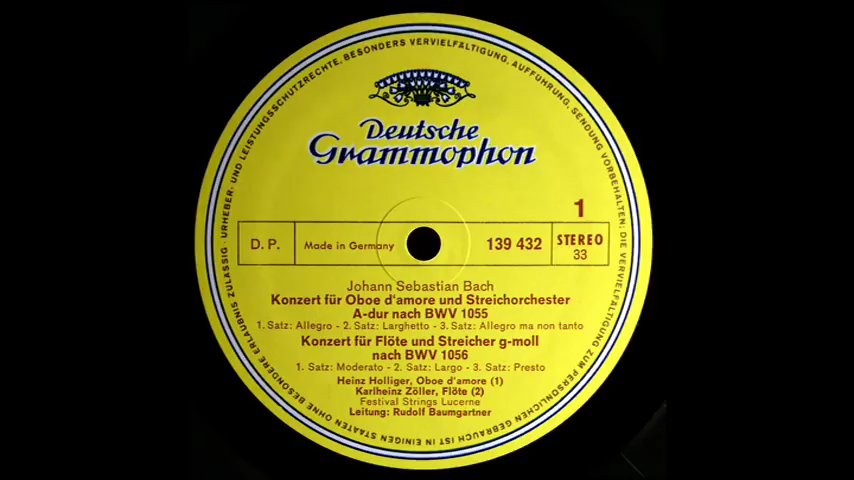 URHEBER- UND LEISTUNGSSCHUTZRECHTE, BESONDERS VERVIELFÄLTIGUNG, AUFFÜHRUNG, SENDUNG VORBEHALTEN; DIE VERVIELFÄLTIGUNG ZUM PERSÖNLICHEN GEBRAUCH IST IN EINIGEN STAATEN OHNE BESONDERE ERLAUBNIS ZULÄSSIG ·
Deutsche
Grammophon
1
D. P.
Made in Germany
139 432
STEREO
33
Johann Sebastian Bach
Konzert für Oboe d'amore und Streichorchester
A-dur nach BWV 1055
1. Satz: Allegro - 2. Satz: Larghetto - 3. Satz: Allegro ma non tanto
Konzert für Flöte und Streicher g-moll
nach BWV 1056
1. Satz: Moderato - 2. Satz: Largo - 3. Satz: Presto
Heinz Holliger, Oboe d'amore (1)
Karlheinz Zöller, Flöte (2)
Festival Strings Lucerne
Leitung: Rudolf Baumgartner